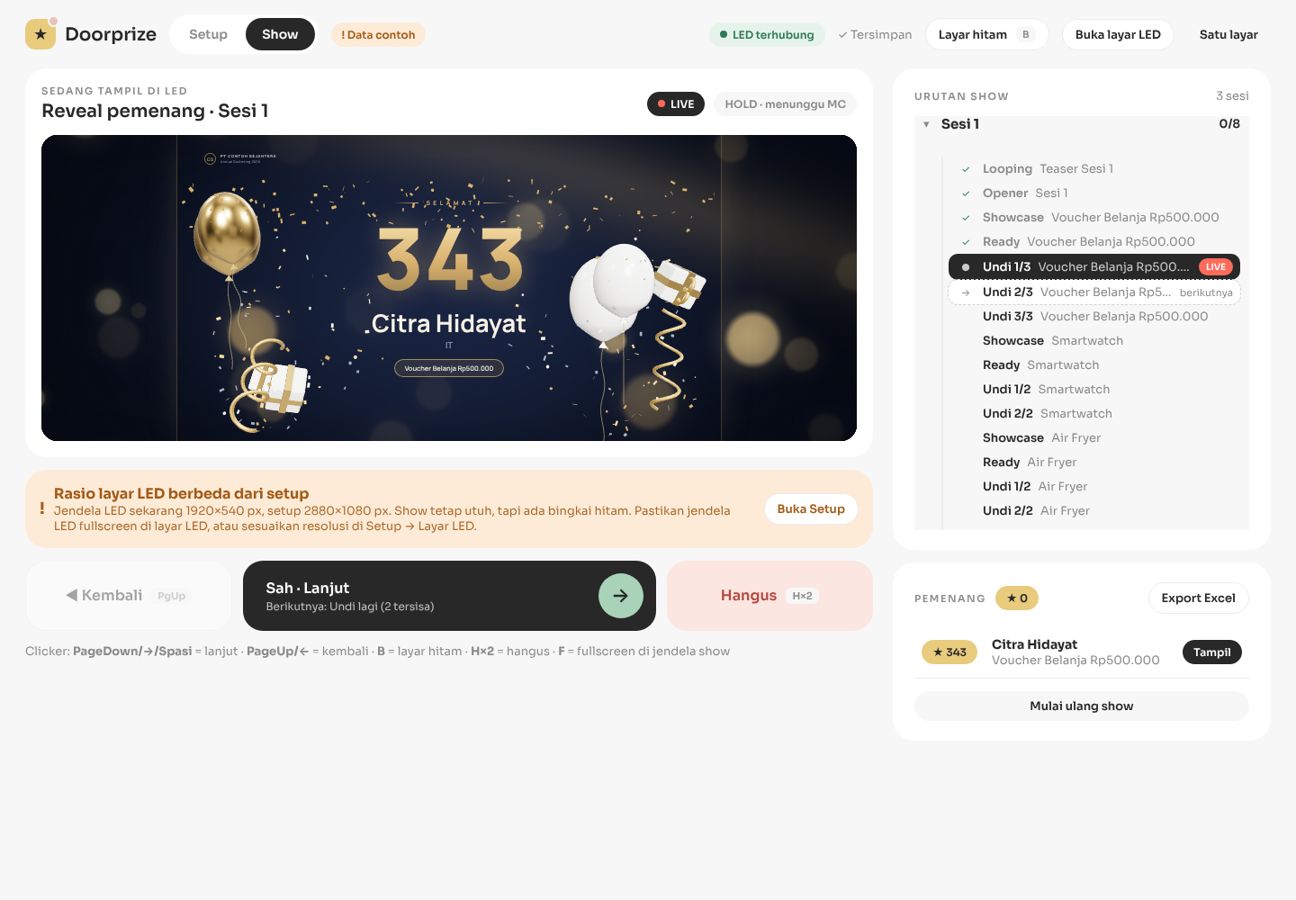 Doorprize
Setup
Show
! Data contoh
LED terhubung
✓ Tersimpan
Layar hitam B
Buka layar LED
Satu layar
SEDANG TAMPIL DI LED
Reveal pemenang · Sesi 1
LIVE
HOLD · menunggu MC
PT CONTOH SEJAHTERA
Annual Gathering 2026
SELAMAT
343
Citra Hidayat
IT
Voucher Belanja Rp500.000
! Rasio layar LED berbeda dari setup
Jendela LED sekarang 1920×540 px, setup 2880×1080 px. Show tetap utuh, tapi ada bingkai hitam. Pastikan jendela
LED fullscreen di layar LED, atau sesuaikan resolusi di Setup → Layar LED.
Buka Setup
◀ Kembali PgUp
Sah · Lanjut
Berikutnya: Undi lagi (2 tersisa)
→
Hangus H×2
Clicker: PageDown/→/Spasi = lanjut · PageUp/← = kembali · B = layar hitam · H×2 = hangus · F = fullscreen di jendela show
URUTAN SHOW 3 sesi
▼ Sesi 1 0/8
✓ Looping Teaser Sesi 1
✓ Opener Sesi 1
✓ Showcase Voucher Belanja Rp500.000
✓ Ready Voucher Belanja Rp500.000
Undi 1/3 Voucher Belanja Rp500.... LIVE
→ Undi 2/3 Voucher Belanja Rp5... berikutnya
Undi 3/3 Voucher Belanja Rp500.000
Showcase Smartwatch
Ready Smartwatch
Undi 1/2 Smartwatch
Undi 2/2 Smartwatch
Showcase Air Fryer
Ready Air Fryer
Undi 1/2 Air Fryer
Undi 2/2 Air Fryer
PEMENANG ★ 0
Export Excel
★ 343
Citra Hidayat
Voucher Belanja Rp500.000
Tampil
Mulai ulang show